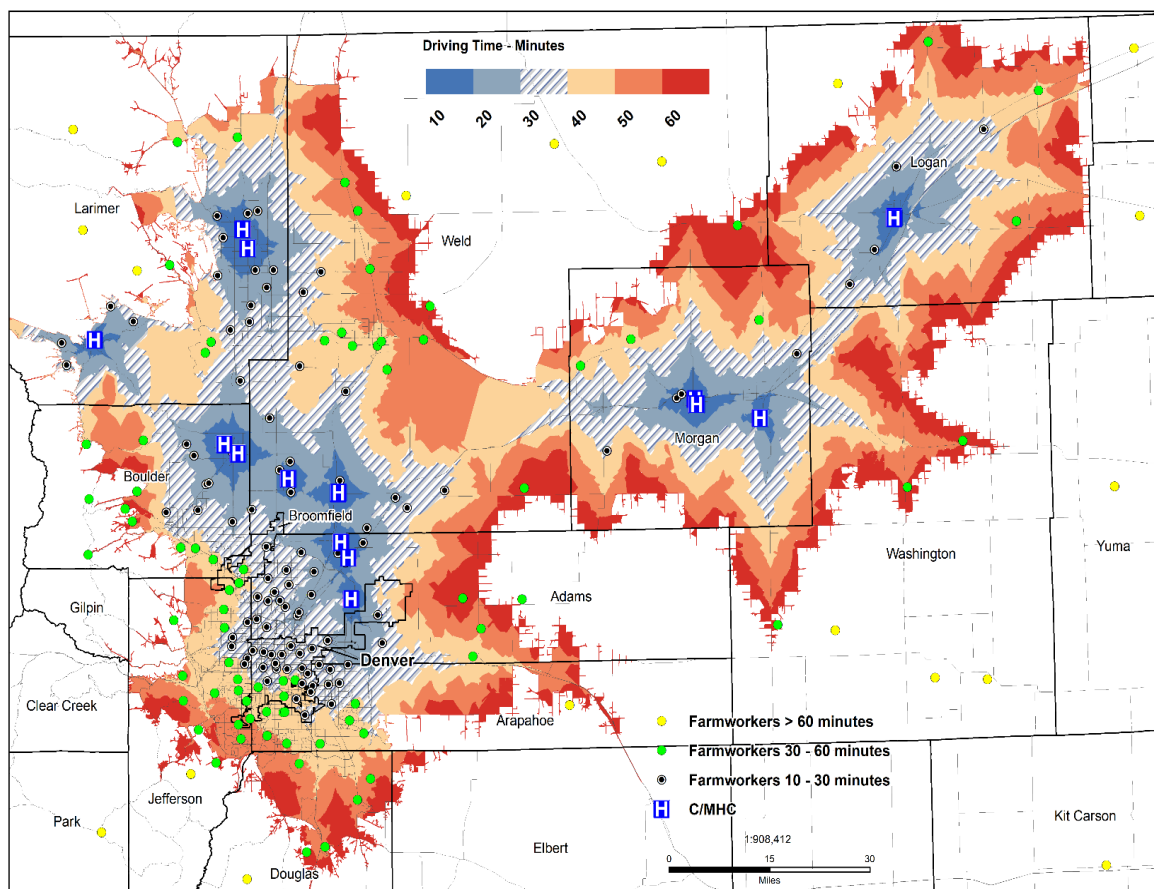 Driving Time - Minutes
10 20 30 40 50 60
Logan
Larimer
Weld
H
H
H
H
H
H
Morgan
H
H
H
Boulder
H
H
Broomfield
H
H
Washington
Yuma
H
Adams
Gilpin
Denver
Clear Creek
Arapahoe
Farmworkers > 60 minutes
Farmworkers 30 - 60 minutes
Farmworkers 10 - 30 minutes
Jefferson
H C/MHC
Park
Kit Carson
1:908,412
Elbert
0 15 30
Miles
Douglas